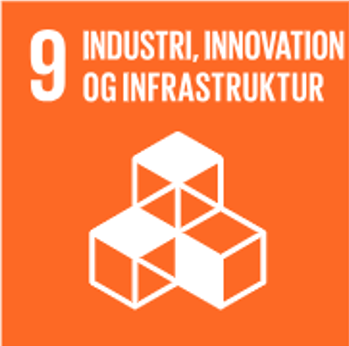 9 INDUSTRI, INNOVATION
OG INFRASTRUKTUR